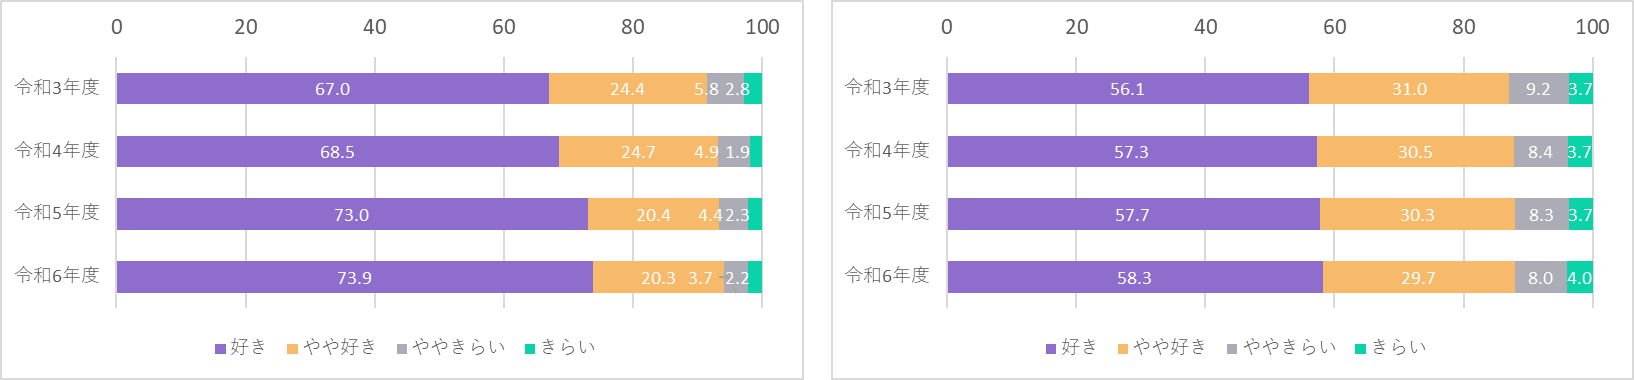 0 20 40 60 80 100
令和3年度 67.0 24.4 5.8 2.8
令和4年度 68.5 24.7 4.9 1.9
令和5年度 73.0 20.4 4.4 2.3
令和6年度 73.9 20.3 3.7 2.2
好き やや好き ややきらい きらい
0 20 40 60 80 100
令和3年度 56.1 31.0 9.2 3.7
令和4年度 57.3 30.5 8.4 3.7
令和5年度 57.7 30.3 8.3 3.7
令和6年度 58.3 29.7 8.0 4.0
好き やや好き ややきらい きらい